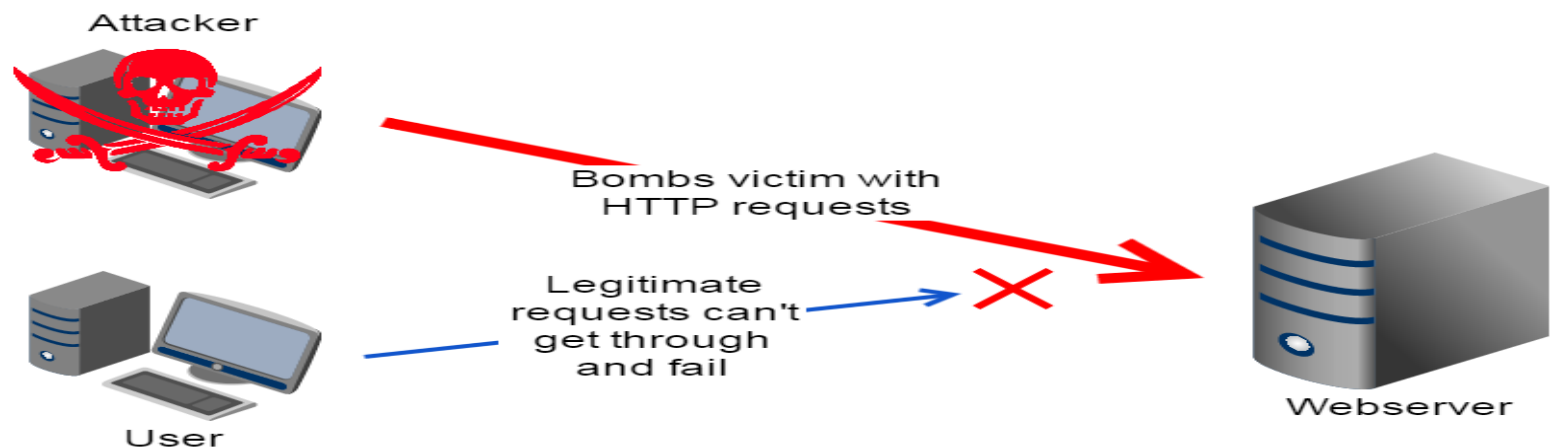 Attacker
Bombs victim with
HTTP requests
Legitimate
requests can't
get through
and fail
Webserver
User